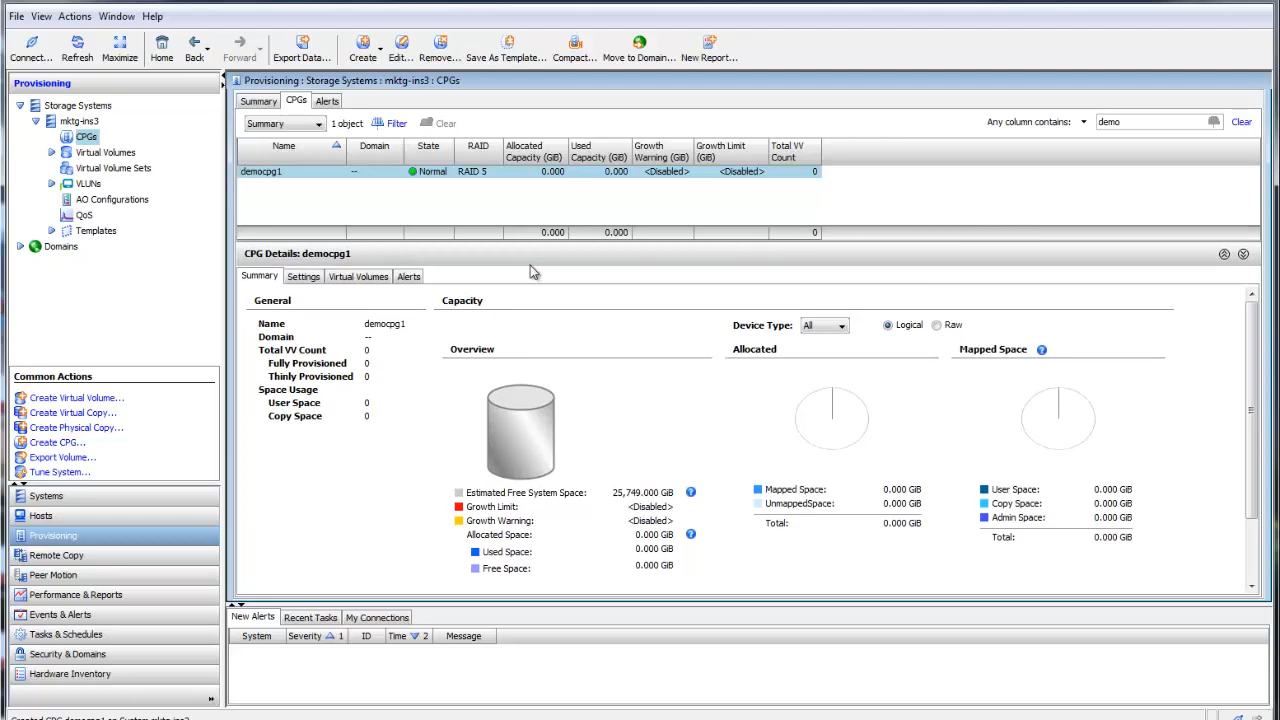 File View Actions Window Help
Connect... Refresh Maximize Home Back Forward Export Data... Create Edit... Remove... Save As Template... Compact... Move to Domain... New Report...
Provisioning
Storage Systems
mktg-ins3
CPGs
Virtual Volumes
Virtual Volume Sets
VLUNs
AO Configurations
QoS
Templates
Domains
Common Actions
Create Virtual Volume...
Create Virtual Copy...
Create Physical Copy...
Create CPG...
Export Volume...
Tune System...
Systems
Hosts
Provisioning
Remote Copy
Peer Motion
Performance & Reports
Events & Alerts
Tasks & Schedules
Security & Domains
Hardware Inventory
Provisioning : Storage Systems : mktg-ins3 : CPGs
Summary CPGs Alerts
Summary 1 object Filter Clear Any column contains: demo Clear
Name Domain State RAID Allocated Capacity (GiB) Used Capacity (GiB) Growth Warning (GiB) Growth Limit (GiB) Total VV Count
democpg1 -- Normal RAID 5 0.000 0.000 <Disabled> <Disabled> 0
0.000 0.000 0
CPG Details: democpg1
Summary Settings Virtual Volumes Alerts
General
Name democpg1
Domain --
Total VV Count 0
Fully Provisioned 0
Thinly Provisioned 0
Space Usage
User Space 0
Copy Space 0
Capacity
Device Type: All Logical Raw
Overview
Estimated Free System Space: 25,749.000 GiB
Growth Limit: <Disabled>
Growth Warning: <Disabled>
Allocated Space: 0.000 GiB
Used Space: 0.000 GiB
Free Space: 0.000 GiB
Allocated
Mapped Space: 0.000 GiB
UnmappedSpace: 0.000 GiB
Total: 0.000 GiB
Mapped Space
User Space: 0.000 GiB
Copy Space: 0.000 GiB
Admin Space: 0.000 GiB
Total: 0.000 GiB
New Alerts Recent Tasks My Connections
System Severity 1 ID Time 2 Message
Created CPG democpg1 on System mktg-ins3